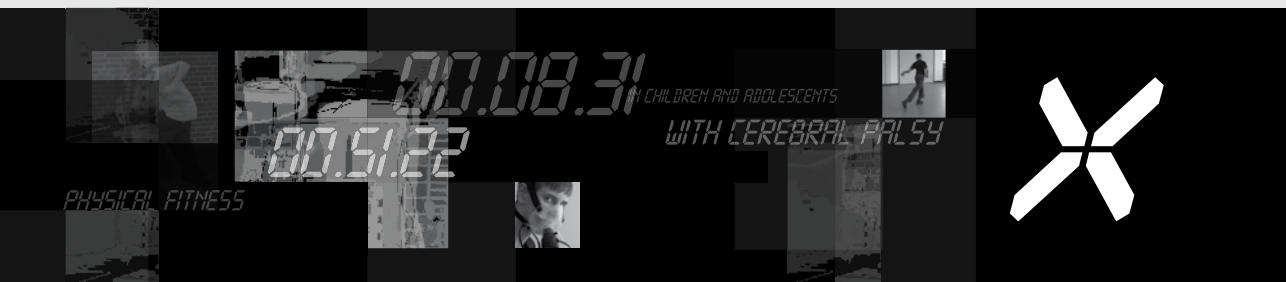 00.08.31
IN CHILDREN AND ADOLESCENTS
WITH CEREBRAL PALSY
00.51.22
PHYSICAL FITNESS
X